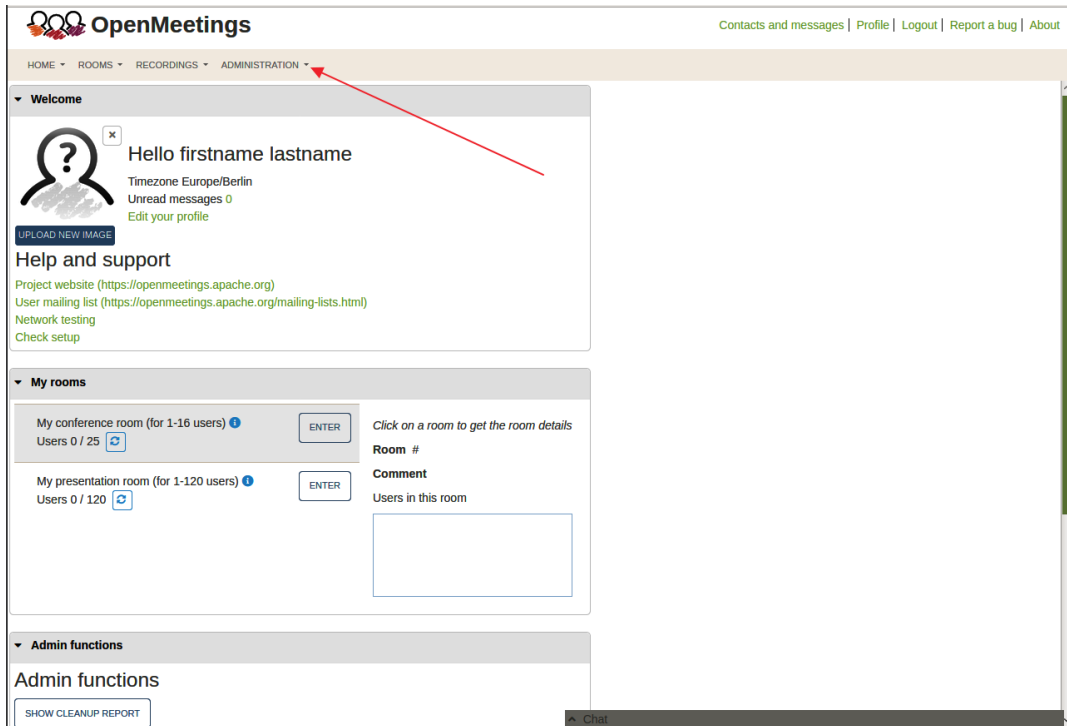 OpenMeetings
Contacts and messages | Profile | Logout | Report a bug | About
HOME ROOMS RECORDINGS ADMINISTRATION
Welcome
Hello firstname lastname
Timezone Europe/Berlin
Unread messages 0
Edit your profile
UPLOAD NEW IMAGE
Help and support
Project website (https://openmeetings.apache.org)
User mailing list (https://openmeetings.apache.org/mailing-lists.html)
Network testing
Check setup
My rooms
My conference room (for 1-16 users)
Users 0 / 25
ENTER
My presentation room (for 1-120 users)
Users 0 / 120
ENTER
Click on a room to get the room details
Room #
Comment
Users in this room
Admin functions
Admin functions
SHOW CLEANUP REPORT
Chat